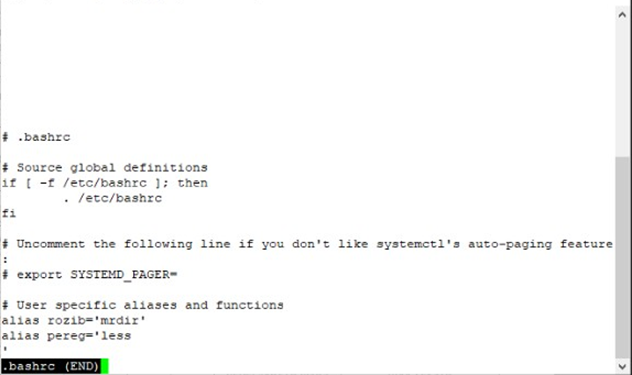 # .bashrc
# Source global definitions
if [ -f /etc/bashrc ]; then
        . /etc/bashrc
fi
# Uncomment the following line if you don't like systemctl's auto-paging feature
:
# export SYSTEMD_PAGER=
# User specific aliases and functions
alias rozib='mrdir'
alias pereg='less
'
.bashrc (END)